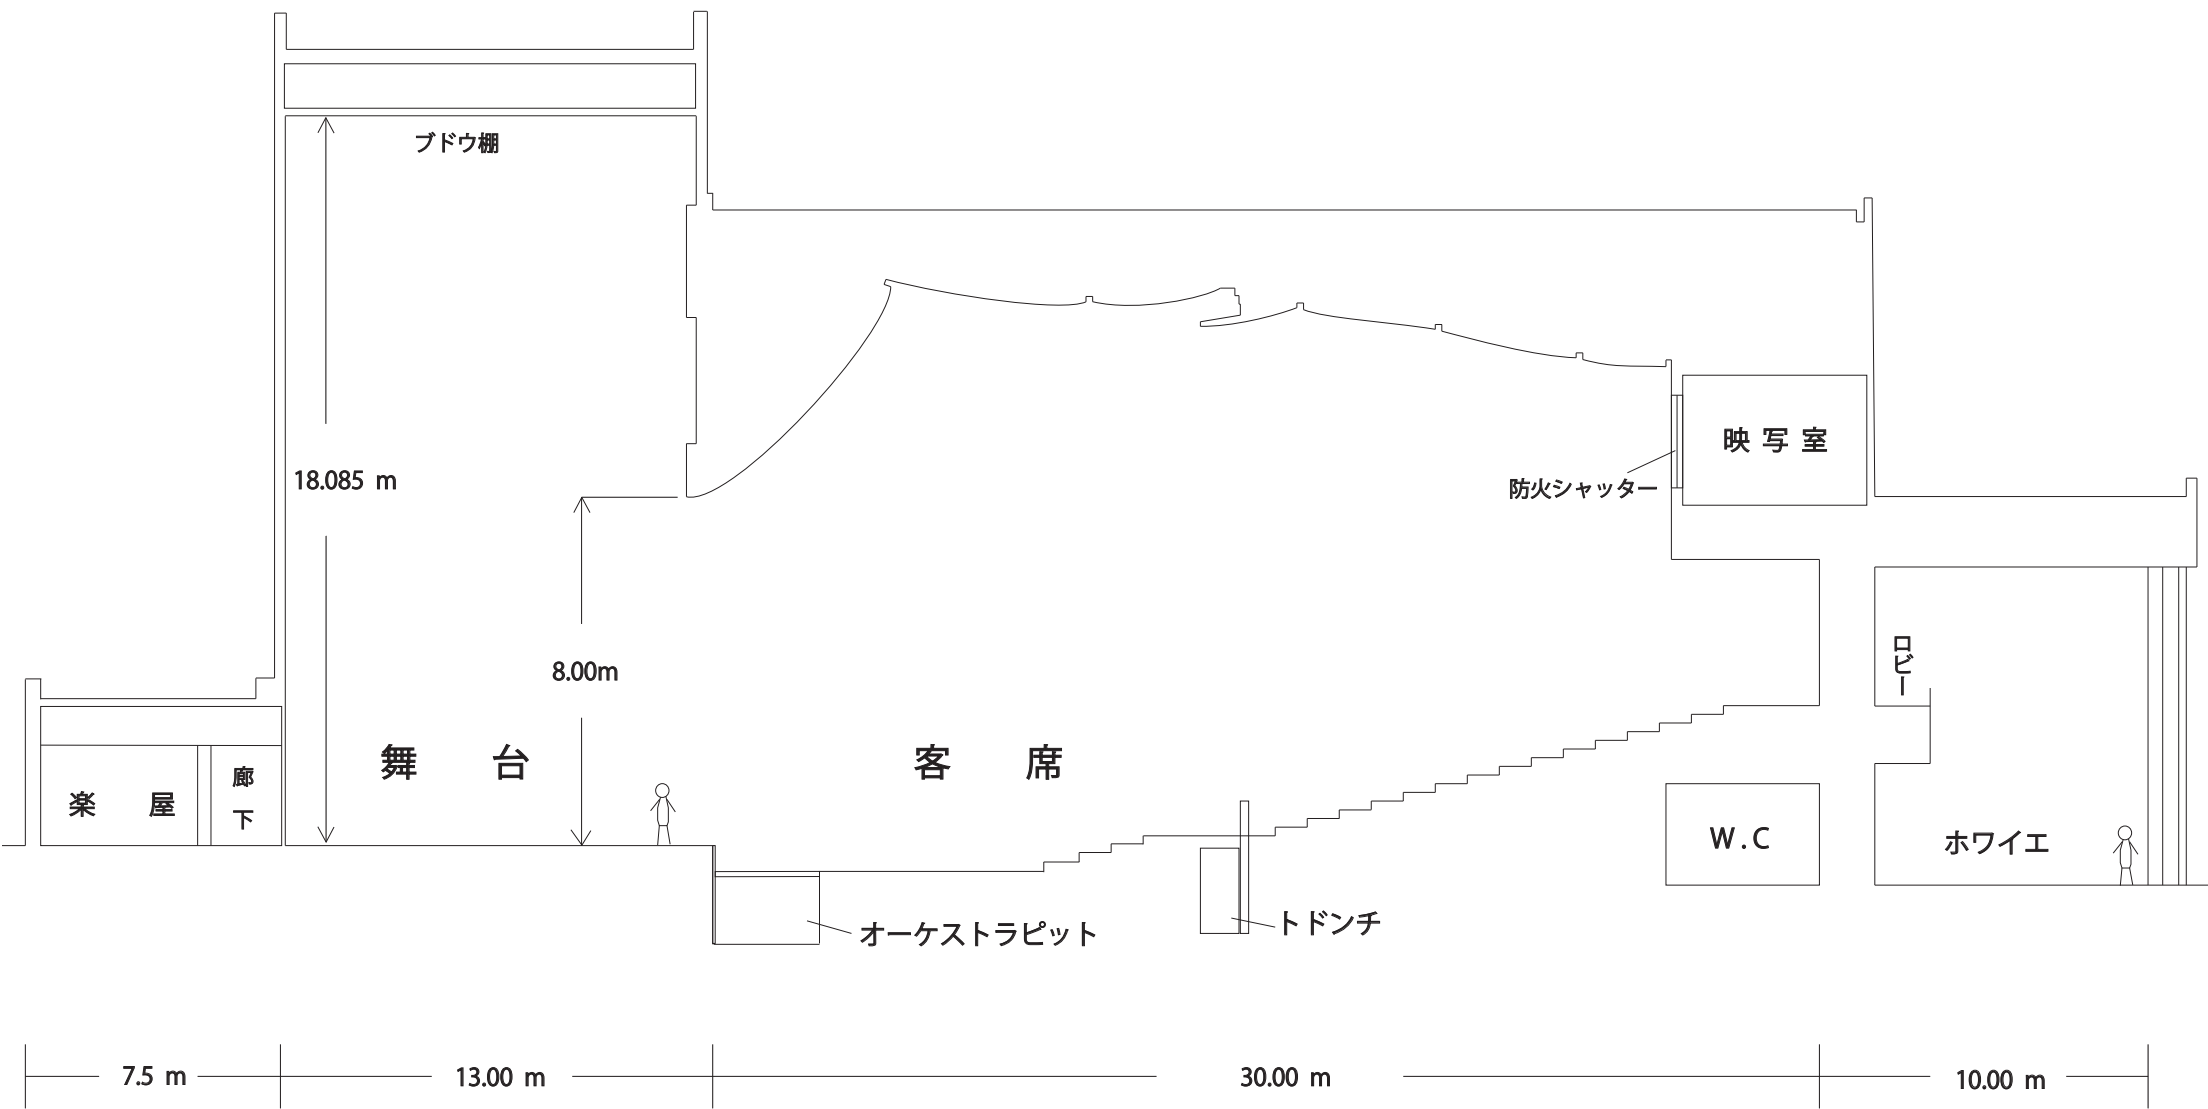 ブドウ棚
映写室
18.085 m
防火シャッター
8.00m
ロビー
舞台
客席
廊下
楽屋
W.C
ホワイエ
オーケストラピット
トドンチ
7.5 m
13.00 m
30.00 m
10.00 m